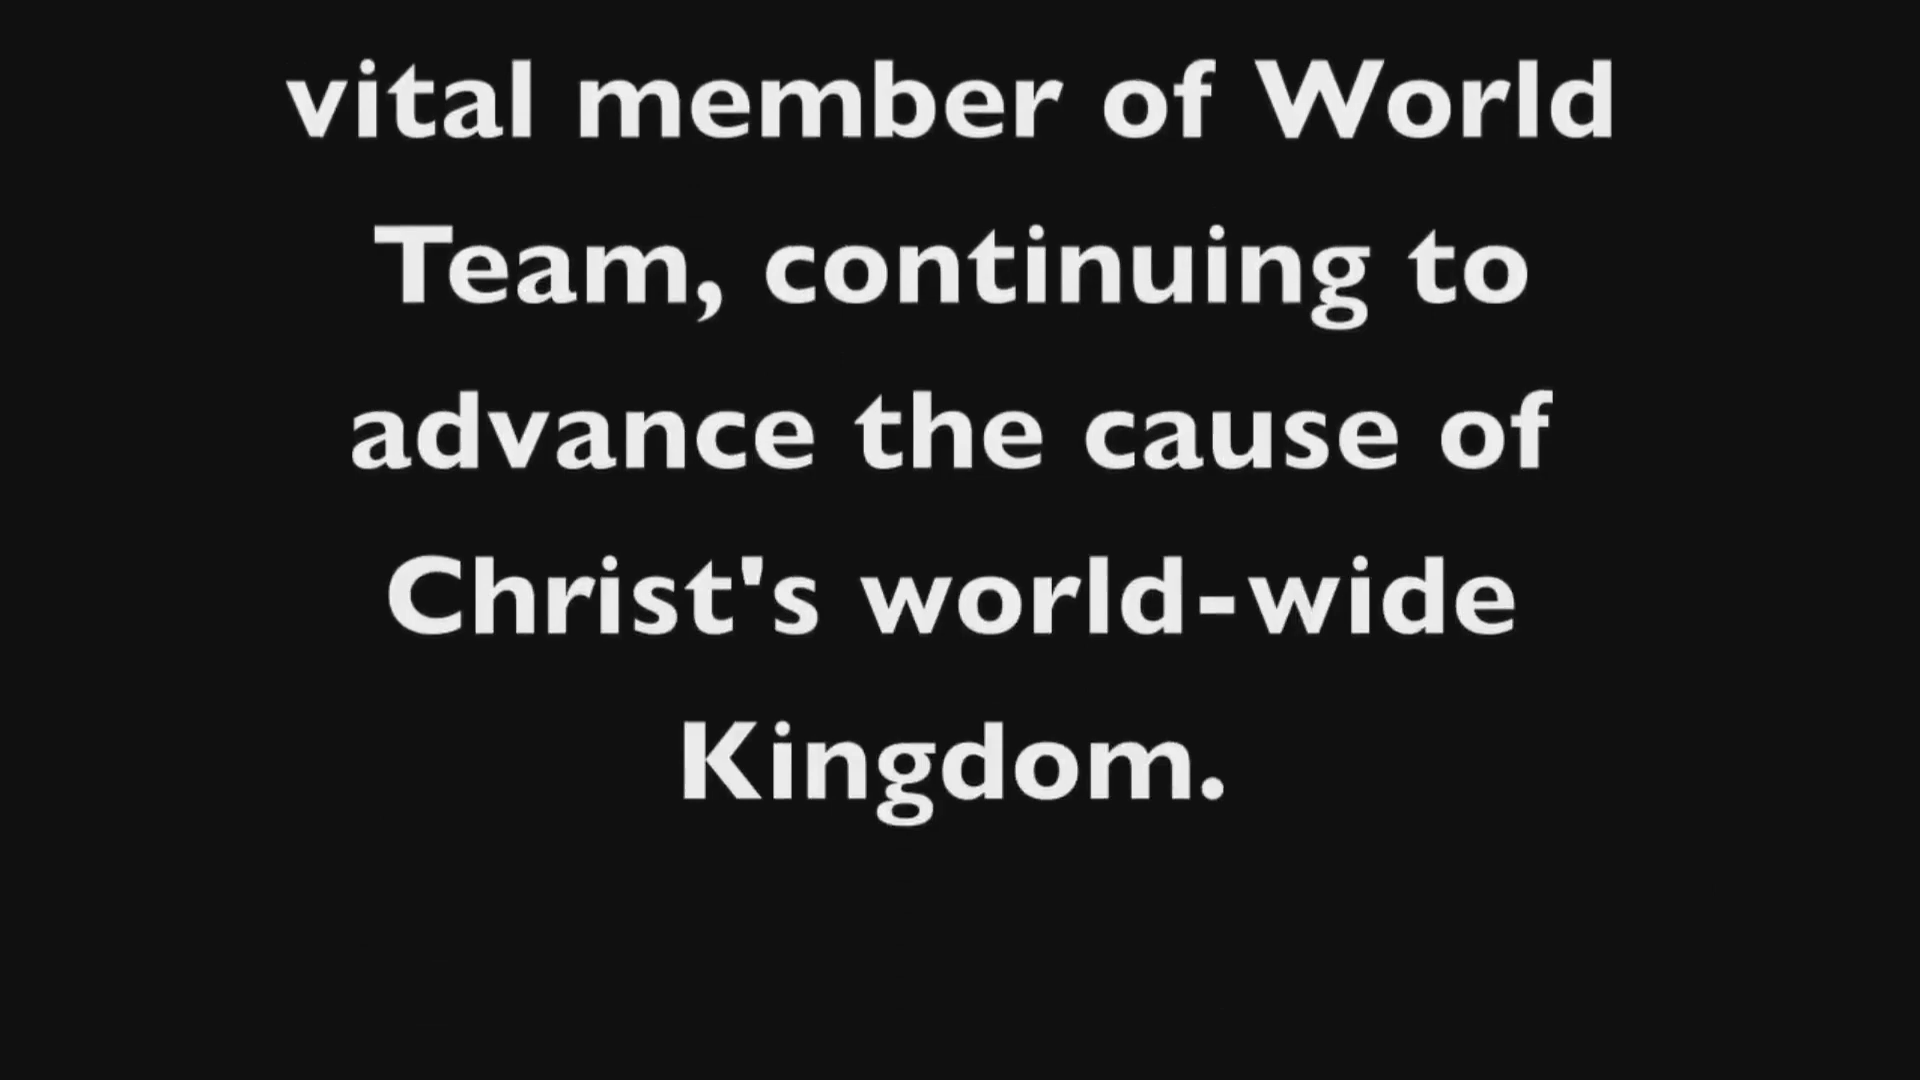 vital member of World
Team, continuing to
advance the cause of
Christ's world-wide
Kingdom.